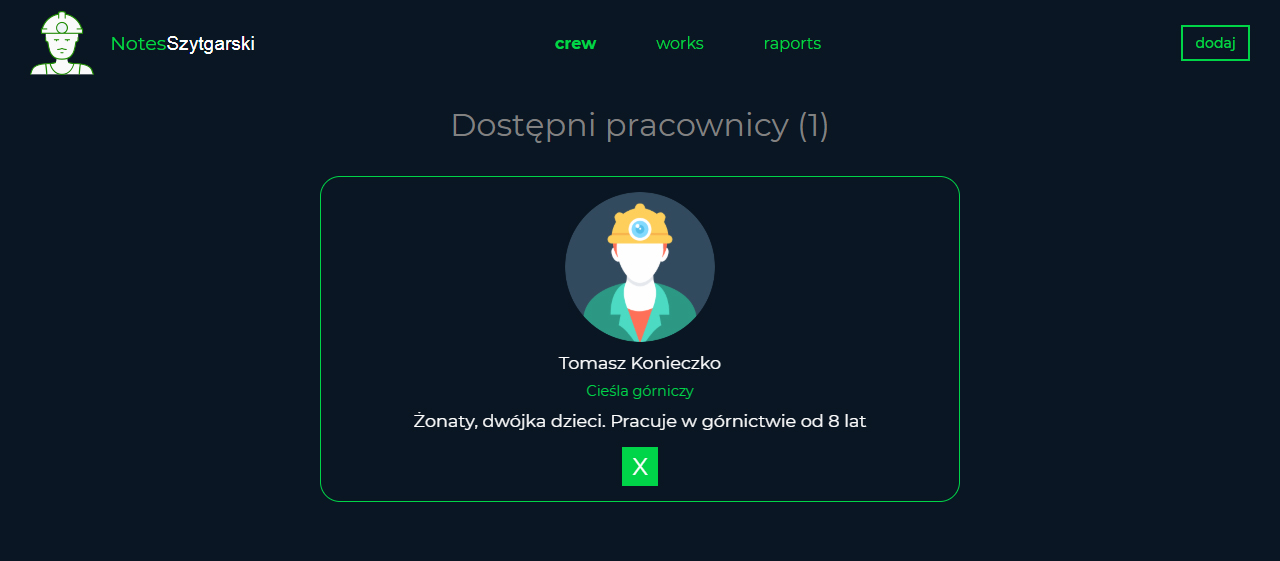 NotesSzytgarski
crew works raports
dodaj
Dostępni pracownicy (1)
Tomasz Konieczko
Cieśla górniczy
Żonaty, dwójka dzieci. Pracuje w górnictwie od 8 lat
X